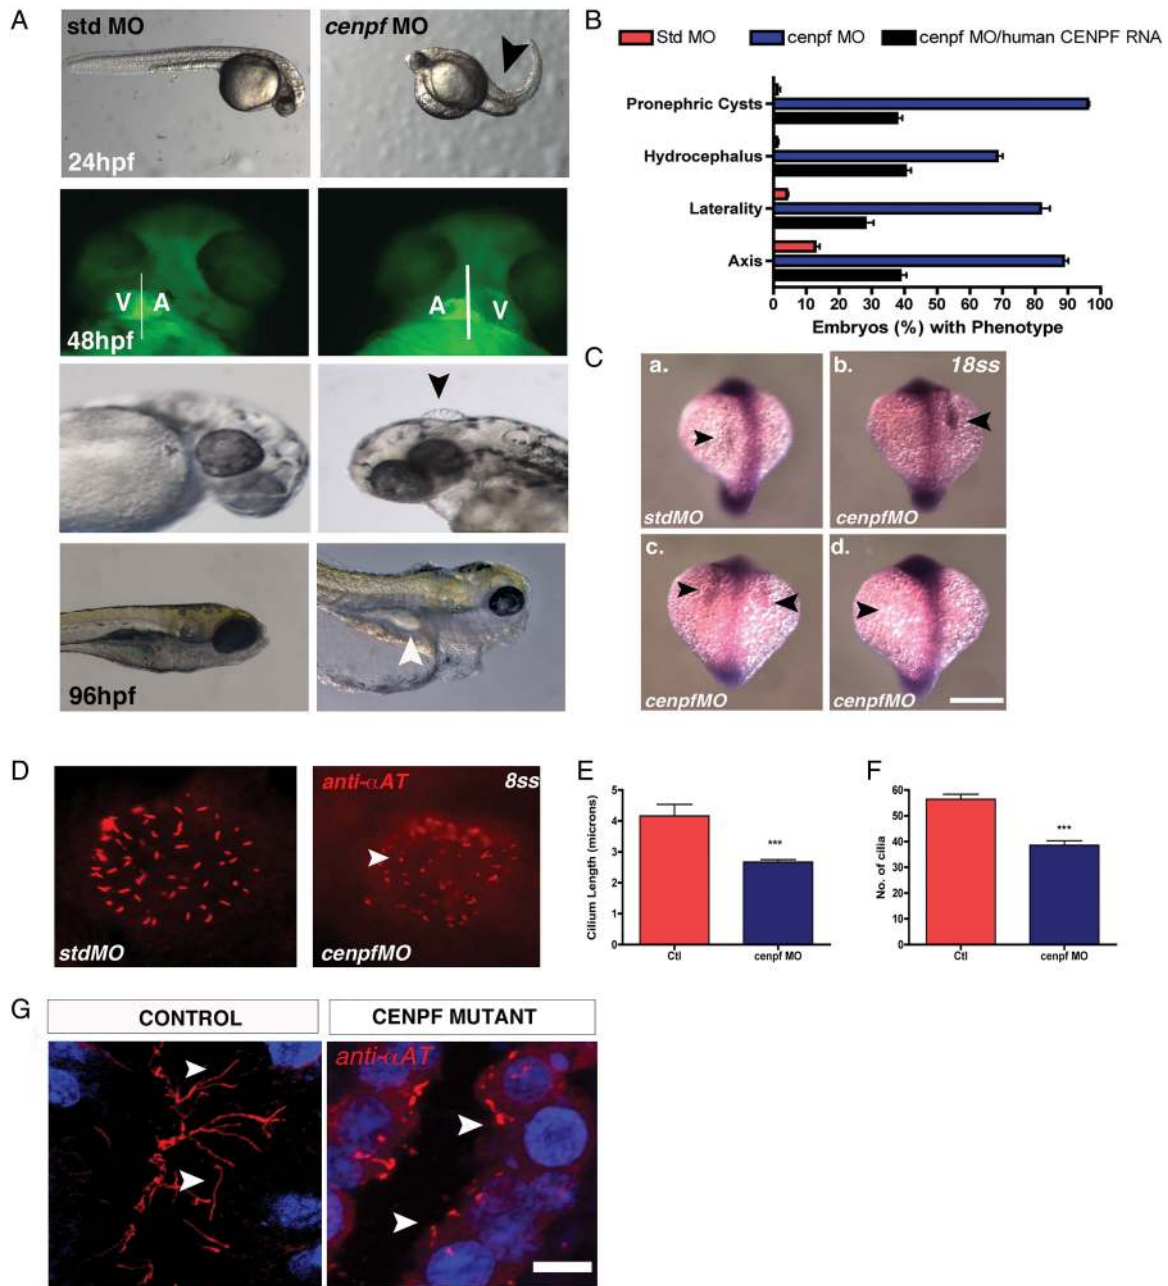 A
std MO
cenpf MO
24hpf
V A
A V
48hpf
96hpf
B
Std MO cenpf MO cenpf MO/human CENPF RNA
Pronephric Cysts
Hydrocephalus
Laterality
Axis
0 10 20 30 40 50 60 70 80 90 100
Embryos (%) with Phenotype
C
a.
stdMO
b. 18ss
cenpfMO
c.
cenpfMO
d.
cenpfMO
D
stdMO
anti-αAT 8ss
cenpfMO
E
Cilium Length (microns)
5
4
3
2
1
0
***
Ctl cenpf MO
F
No. of cilia
60
50
40
30
20
10
0
***
Ctl cenpf MO
G
CONTROL
CENPF MUTANT
anti-αAT